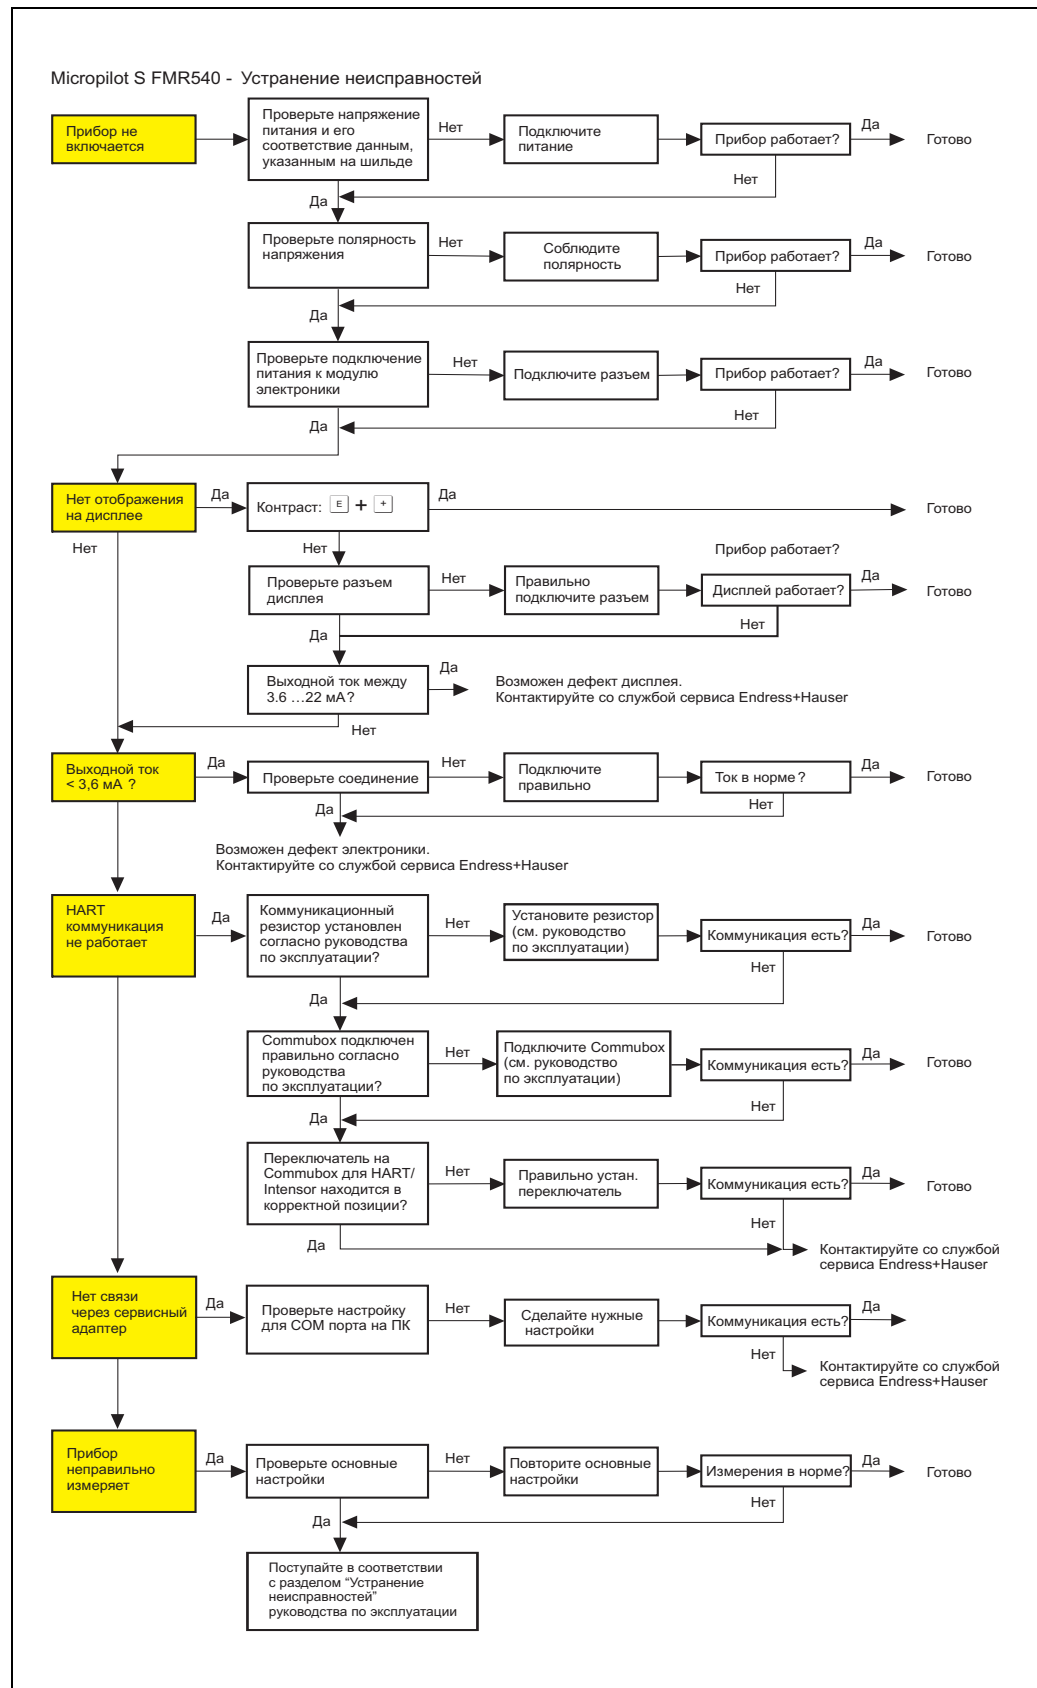 Micropilot S FMR540 - Устранение неисправностей
Прибор не
включается
Проверьте напряжение
питания и его
соответствие данным,
указанным на шильде
Нет
Подключите
питание
Прибор работает?
Да
Готово
Нет
Да
Проверьте полярность
напряжения
Нет
Соблюдите
полярность
Прибор работает?
Да
Готово
Нет
Да
Проверьте подключение
питания к модулю
электроники
Нет
Подключите разъем
Прибор работает?
Да
Готово
Нет
Да
Нет отображения
на дисплее
Да
Контраст: E + +
Да
Готово
Нет
Нет
Прибор работает?
Проверьте разъем
дисплея
Нет
Правильно
подключите разъем
Дисплей работает?
Да
Готово
Нет
Да
Выходной ток между
3.6 ...22 мА?
Да
Возможен дефект дисплея.
Контактируйте со службой сервиса Endress+Hauser
Нет
Выходной ток
< 3,6 мА ?
Да
Проверьте соединение
Нет
Подключите
правильно
Ток в норме ?
Да
Готово
Нет
Да
Возможен дефект электроники.
Контактируйте со службой сервиса Endress+Hauser
HART
коммуникация
не работает
Да
Коммуникационный
резистор установлен
согласно руководства
по эксплуатации?
Нет
Установите резистор
(см. руководство
по эксплуатации)
Коммуникация есть?
Да
Готово
Нет
Да
Commubox подключен
правильно согласно
руководства
по эксплуатации?
Нет
Подключите Commubox
(см. руководство
по эксплуатации)
Коммуникация есть?
Да
Готово
Нет
Да
Переключатель на
Commubox для HART/
Intensor находится в
корректной позиции?
Нет
Правильно устан.
переключатель
Коммуникация есть?
Да
Готово
Нет
Да
Контактируйте со службой
сервиса Endress+Hauser
Нет связи
через сервисный
адаптер
Да
Проверьте настройку
для COM порта на ПК
Нет
Сделайте нужные
настройки
Коммуникация есть?
Да
Нет
Контактируйте со службой
сервиса Endress+Hauser
Прибор
неправильно
измеряет
Да
Проверьте основные
настройки
Нет
Повторите основные
настройки
Измерения в норме?
Да
Готово
Нет
Да
Поступайте в соответствии
с разделом “Устранение
неисправностей”
руководства по эксплуатации